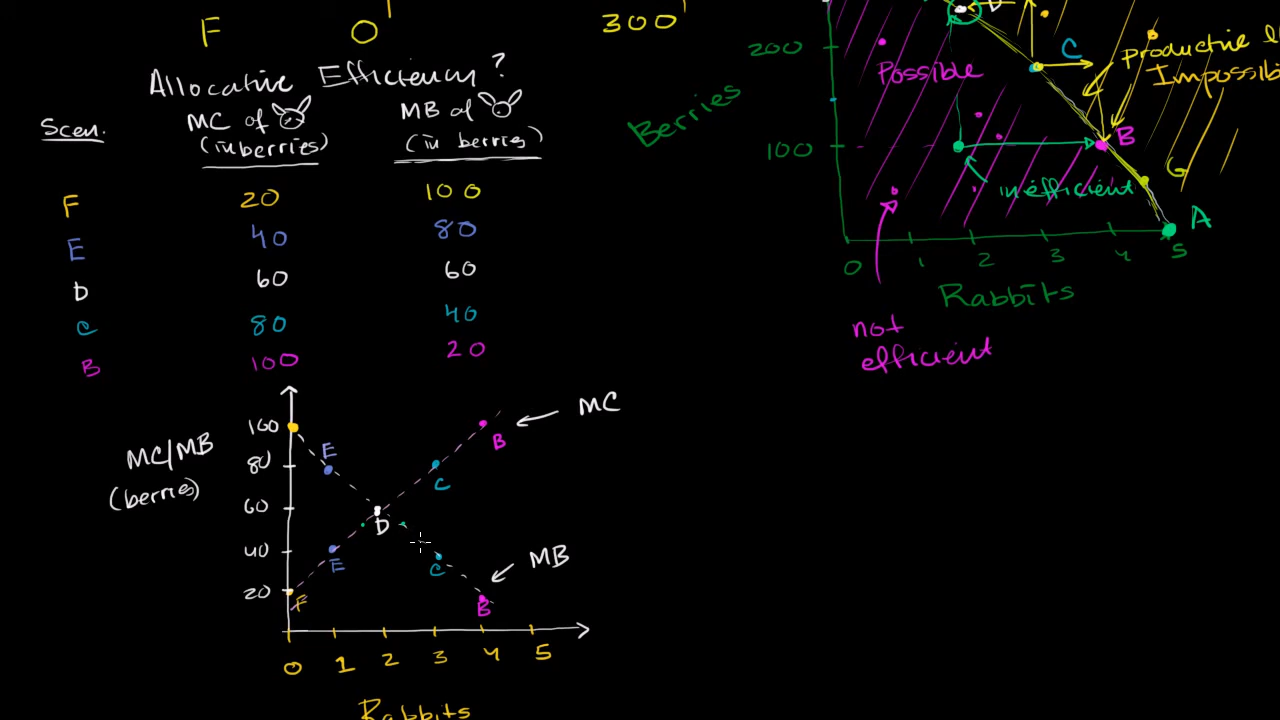 F 0 300
Allocative Efficiency?
Scen. MC of MB of
(in berries) (in berries)
F 20 100
E 40 80
D 60 60
C 80 40
B 100 20
MC/MB
(berries)
100
80
60
40
20
E
E
D
C
C
B
B
F
MC
MB
0 1 2 3 4 5
Rabbits
Berries
200
100
Possible
D
C
Productive
Impossib
B
G
inefficient
A
0 1 2 3 4 5
Rabbits
not
efficient